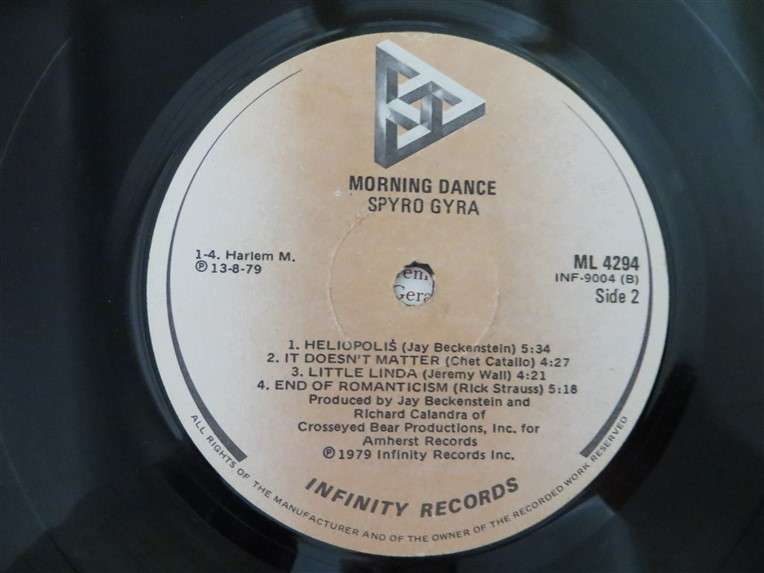 MORNING DANCE
SPYRO GYRA
1-4. Harlem M.
℗ 13-8-79
ML 4294
INF-9004 (B)
Side 2
1. HELIOPOLIS (Jay Beckenstein) 5:34
2. IT DOESN'T MATTER (Chet Catallo) 4:27
3. LITTLE LINDA (Jeremy Wall) 4:21
4. END OF ROMANTICISM (Rick Strauss) 5:18
Produced by Jay Beckenstein and
Richard Calandra of
Crosseyed Bear Productions, Inc. for
Amherst Records
℗ 1979 Infinity Records Inc.
INFINITY RECORDS
ALL RIGHTS OF THE MANUFACTURER AND OF THE OWNER OF THE RECORDED WORK RESERVED